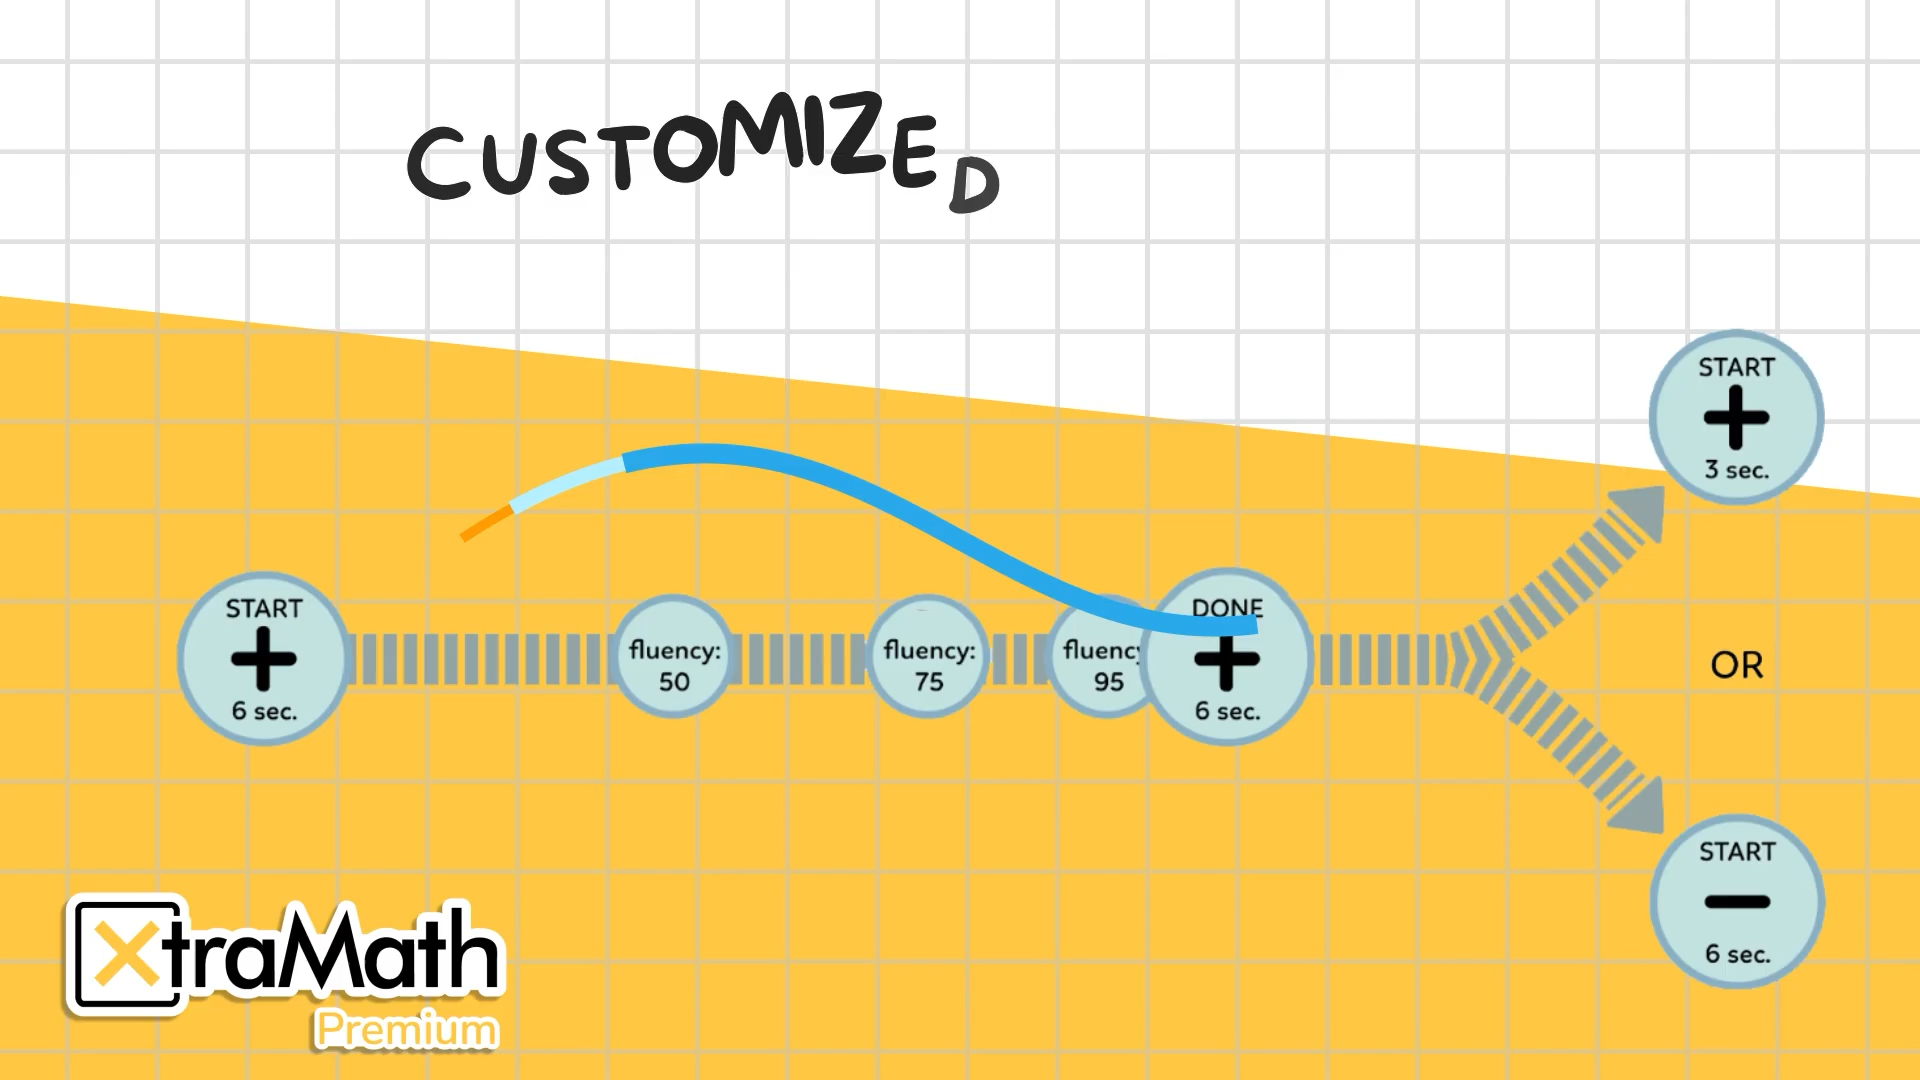 CUSTOMIZED
START
+
3 sec.
START
+
6 sec.
fluency:
50
fluency:
75
fluency:
95
DONE
+
6 sec.
OR
START
−
6 sec.
XtraMath
Premium